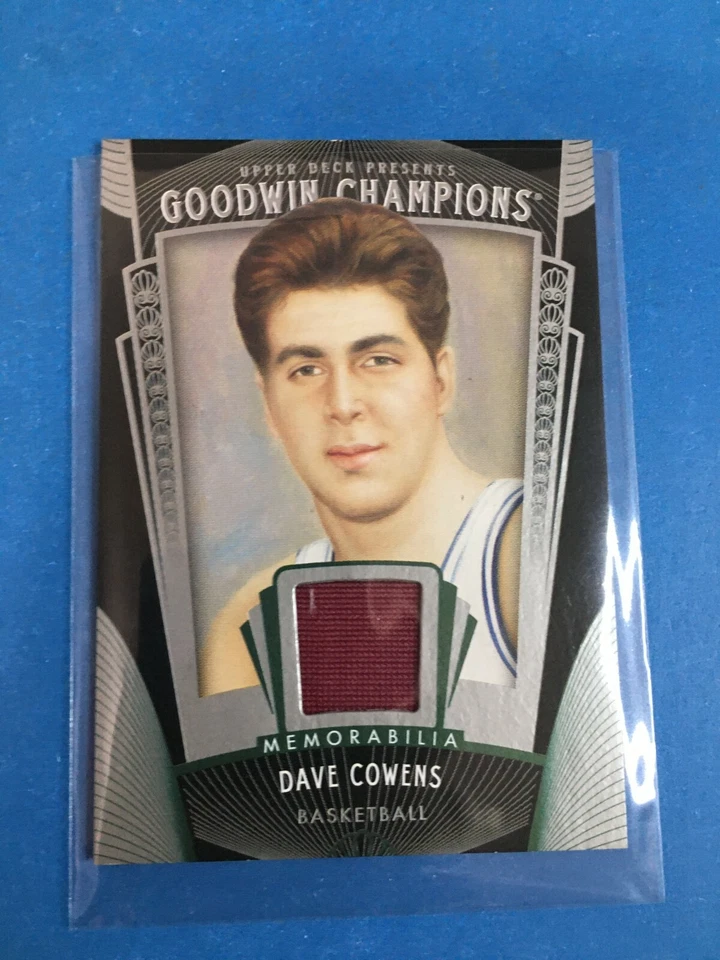 UPPER DECK PRESENTS
GOODWIN CHAMPIONS®
MEMORABILIA
DAVE COWENS
BASKETBALL